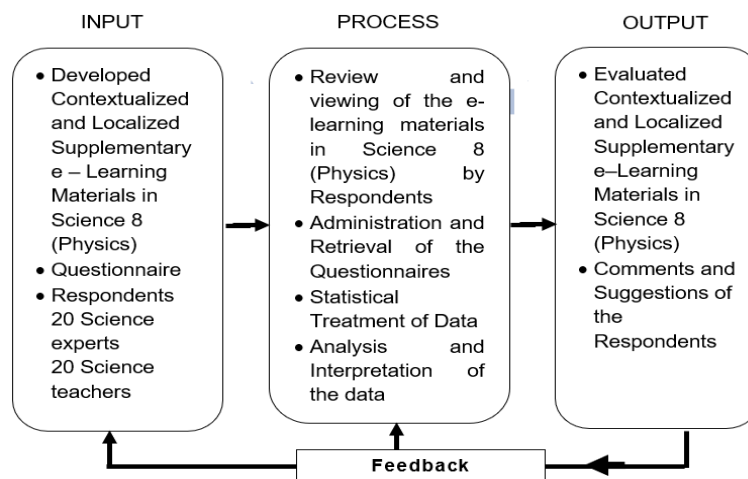 INPUT
• Developed
Contextualized
and Localized
Supplementary
e – Learning
Materials in
Science 8
(Physics)
• Questionnaire
• Respondents
20 Science
experts
20 Science
teachers
PROCESS
• Review and
viewing of the e-
learning materials
in Science 8
(Physics) by
Respondents
• Administration and
Retrieval of the
Questionnaires
• Statistical
Treatment of Data
• Analysis and
Interpretation of
the data
OUTPUT
• Evaluated
Contextualized
and Localized
Supplementary
e–Learning
Materials in
Science 8
(Physics)
• Comments and
Suggestions of
the
Respondents
Feedback